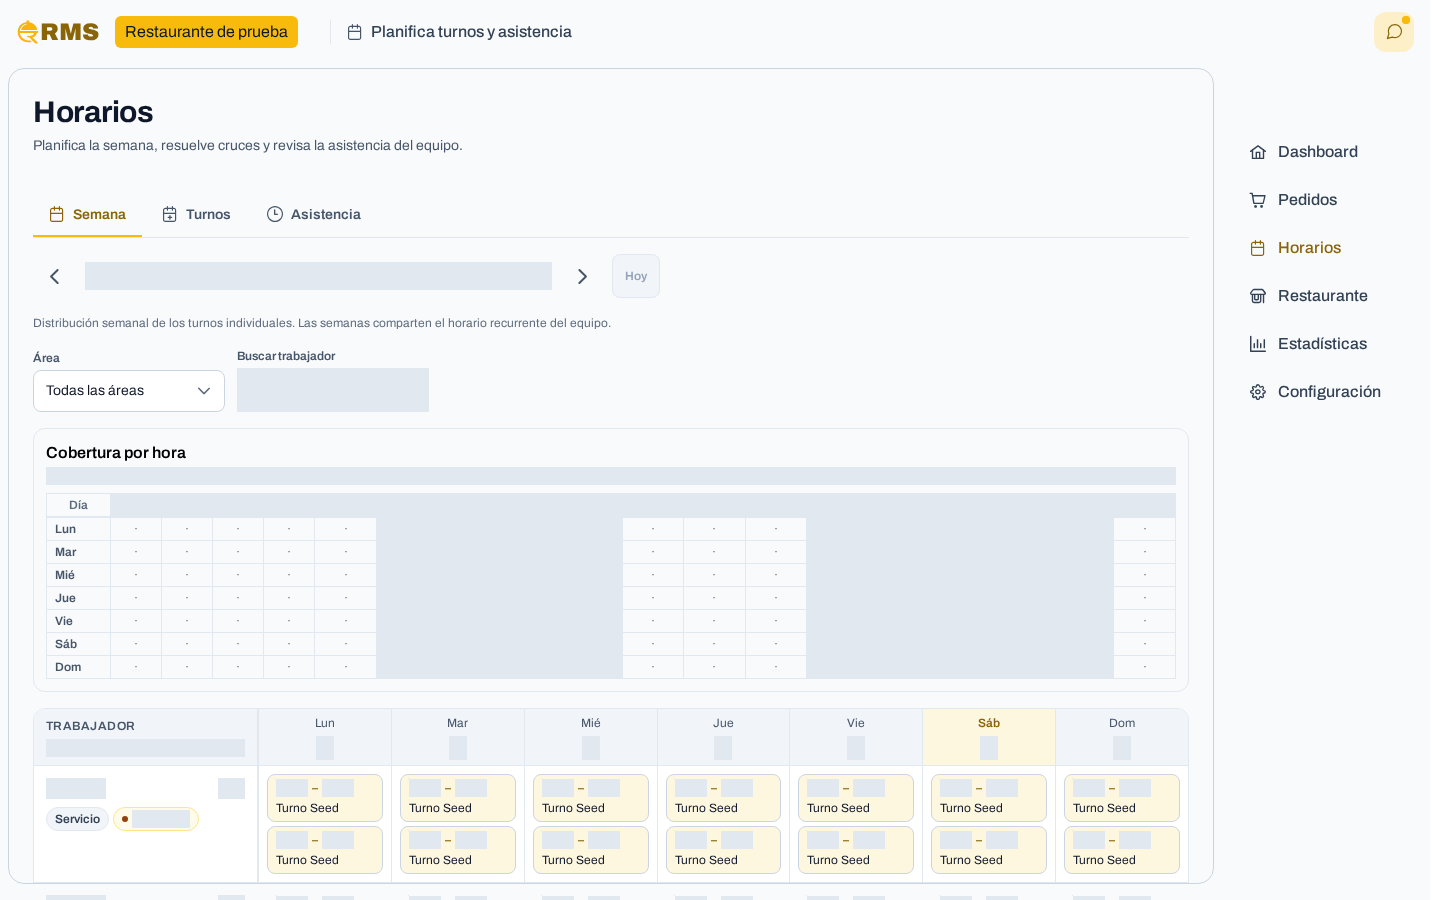 RMS Restaurante de prueba Planifica turnos y asistencia
Horarios
Planifica la semana, resuelve cruces y revisa la asistencia del equipo.
Semana Turnos Asistencia
Hoy
Distribución semanal de los turnos individuales. Las semanas comparten el horario recurrente del equipo.
Área Buscar trabajador
Todas las áreas
Cobertura por hora
Día
Lun - - - - - - - - -
Mar - - - - - - - - -
Mié - - - - - - - - -
Jue - - - - - - - - -
Vie - - - - - - - - -
Sáb - - - - - - - - -
Dom - - - - - - - - -
TRABAJADOR Lun Mar Mié Jue Vie Sáb Dom
– – – – – – –
Servicio Turno Seed Turno Seed Turno Seed Turno Seed Turno Seed Turno Seed Turno Seed
– – – – – – –
Turno Seed Turno Seed Turno Seed Turno Seed Turno Seed Turno Seed Turno Seed
Dashboard
Pedidos
Horarios
Restaurante
Estadísticas
Configuración